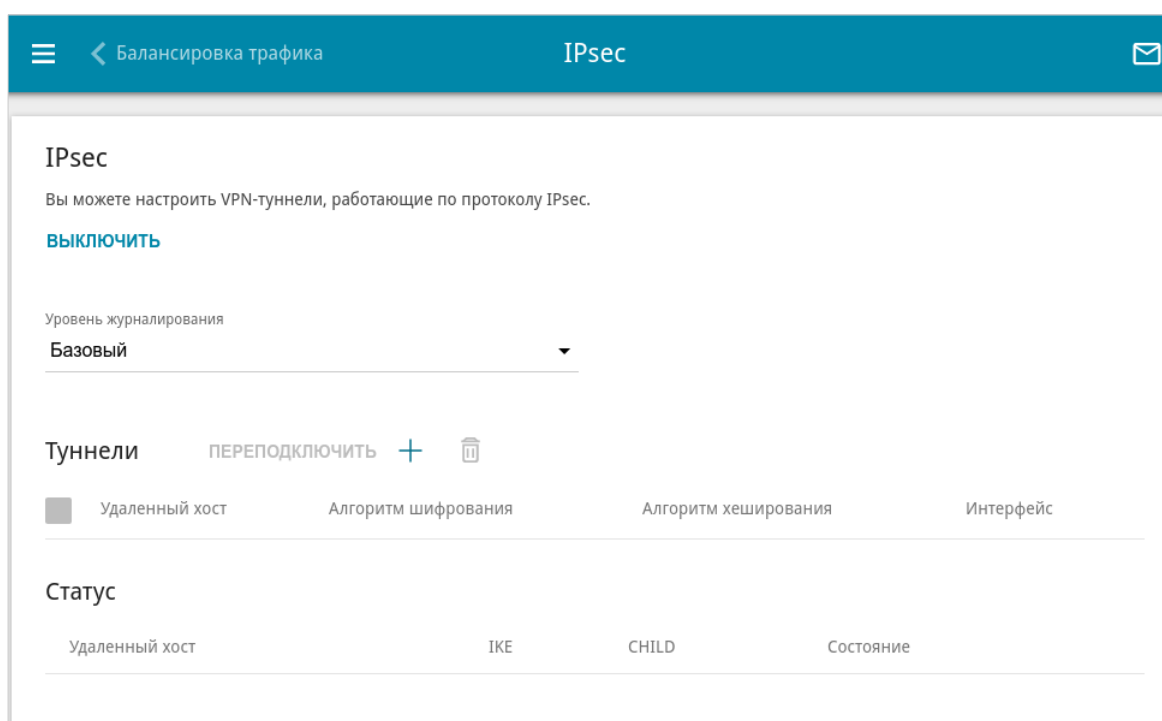 Балансировка трафика IPsec
IPsec
Вы можете настроить VPN-туннели, работающие по протоколу IPsec.
ВЫКЛЮЧИТЬ
Уровень журналирования
Базовый
Туннели ПЕРЕПОДКЛЮЧИТЬ
Удаленный хост Алгоритм шифрования Алгоритм хеширования Интерфейс
Статус
Удаленный хост IKE CHILD Состояние